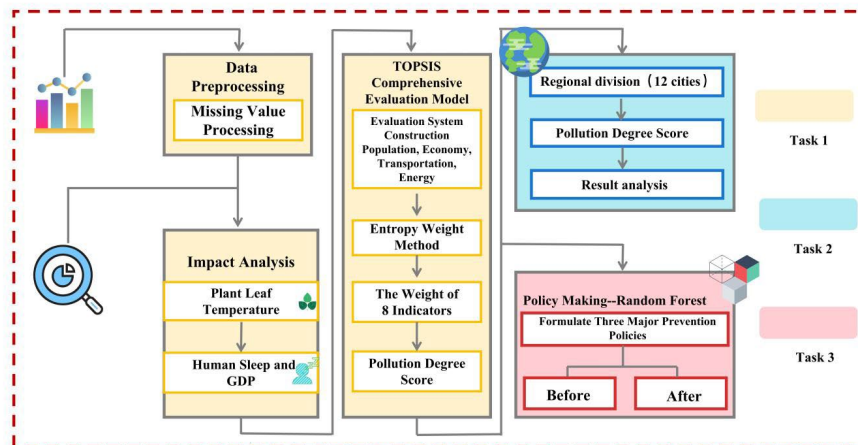 Data
Preprocessing
Missing Value
Processing
Impact Analysis
Plant Leaf
Temperature
Human Sleep and
GDP
TOPSIS
Comprehensive
Evaluation Model
Evaluation System
Construction
Population, Economy,
Transportation,
Energy
Entropy Weight
Method
The Weight of
8 Indicators
Pollution Degree
Score
Regional division（12 cities）
Pollution Degree Score
Result analysis
Policy Making--Random Forest
Formulate Three Major Prevention
Policies
Before
After
Task 1
Task 2
Task 3